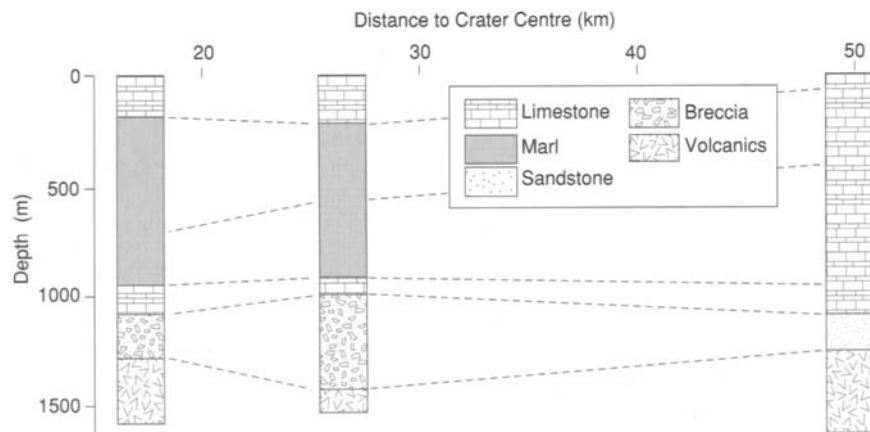 Distance to Crater Centre (km)
20 30 40 50
0
500
1000
1500
Depth (m)
Limestone
Breccia
Marl
Volcanics
Sandstone